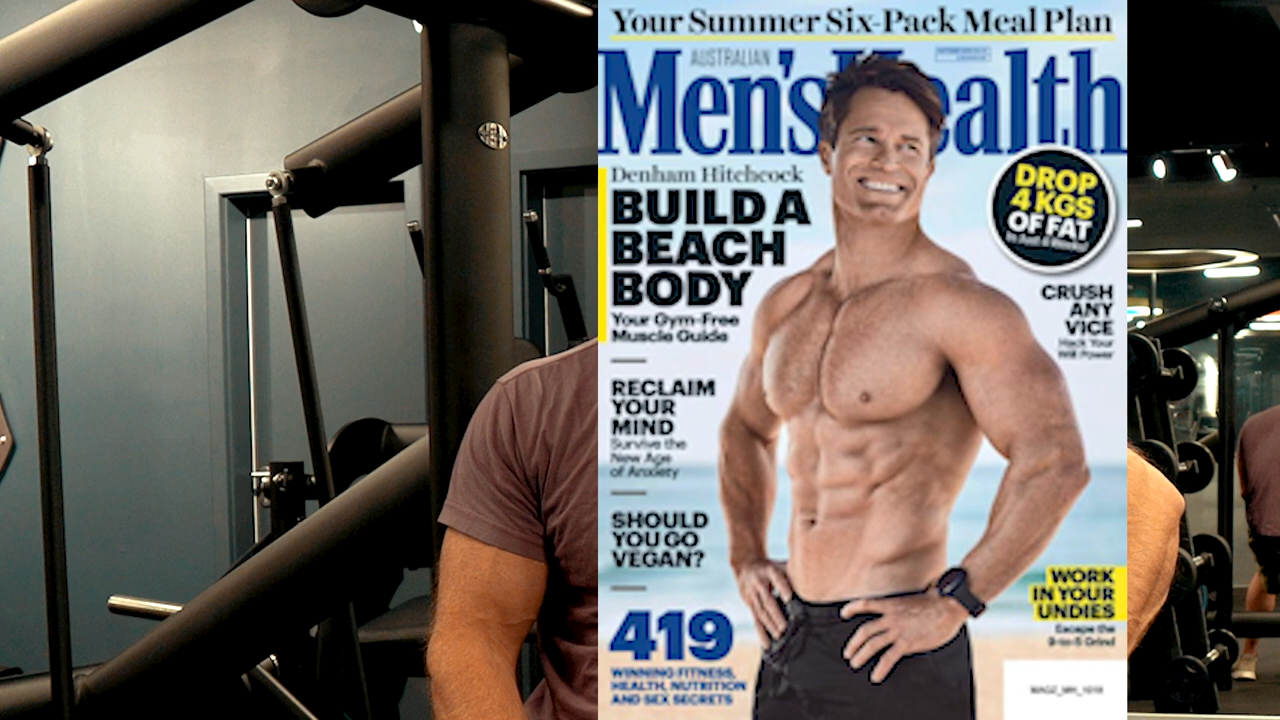 Your Summer Six-Pack Meal Plan
AUSTRALIAN
Men's Health
Denham Hitchcock
BUILD A
BEACH
BODY
Your Gym-Free
Muscle Guide
DROP
4 KGS
OF FAT
CRUSH
ANY
VICE
Hack Your
Will Power
RECLAIM
YOUR
MIND
Survive the
New Age
of Anxiety
SHOULD
YOU GO
VEGAN?
WORK
IN YOUR
UNDIES
Escape the
9-to-5 Grind
419
WINNING FITNESS,
HEALTH, NUTRITION
AND SEX SECRETS
MAGZ_MH_1018